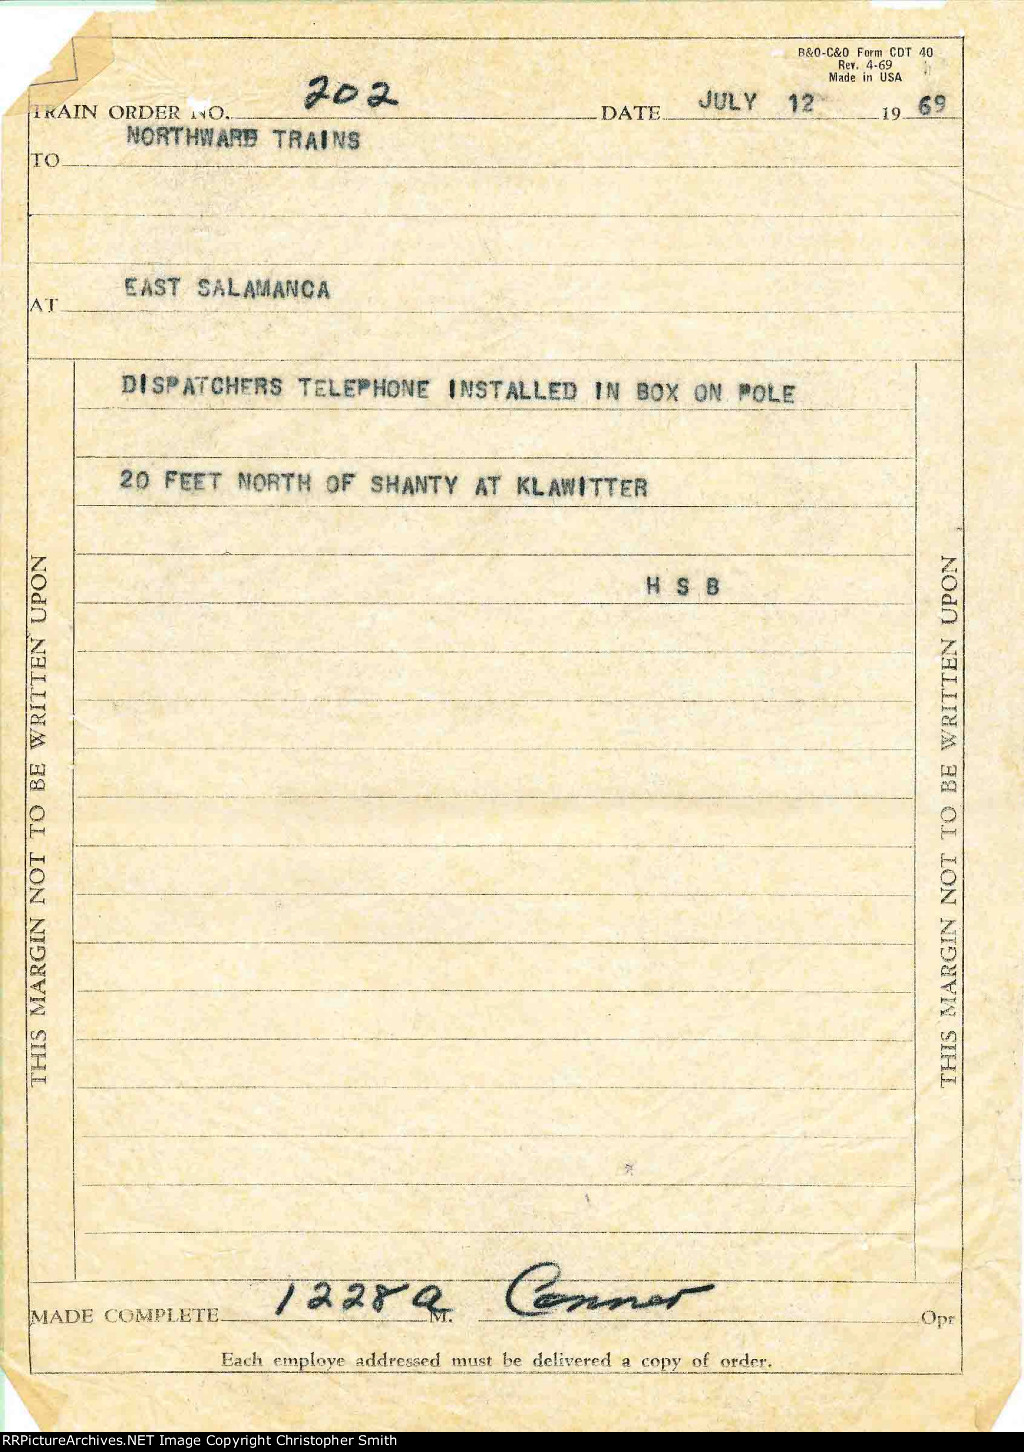 B&O-C&O Form CDT 40
Rev. 4-69
Made in USA
TRAIN ORDER NO. 202 DATE JULY 12 19 69
TO NORTHWARD TRAINS
AT EAST SALAMANCA
DISPATCHERS TELEPHONE INSTALLED IN BOX ON POLE
20 FEET NORTH OF SHANTY AT KLAWITTER
H S B
THIS MARGIN NOT TO BE WRITTEN UPON
THIS MARGIN NOT TO BE WRITTEN UPON
MADE COMPLETE 1228 a M. Conner Opr
Each employe addressed must be delivered a copy of order.
RRPictureArchives.NET Image Copyright Christopher Smith